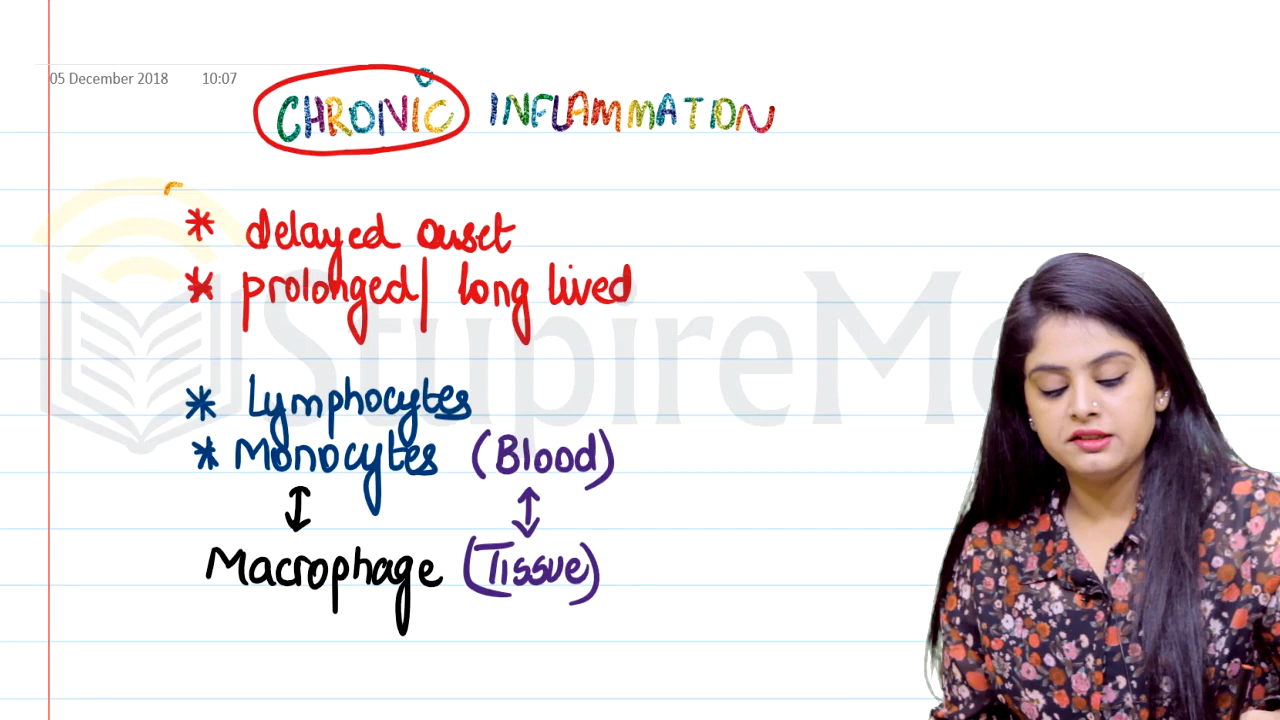 05 December 2018 10:07
CHRONIC INFLAMMATION
* delayed onset
* prolonged/ long lived
* Lymphocytes
* Monocytes (Blood)
↕ ↕
Macrophage (Tissue)